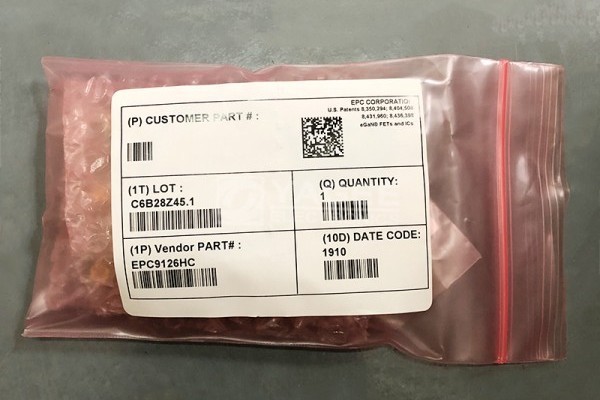 (P) CUSTOMER PART # :
EPC CORPORATION
U.S. Patents 8,350,294; 8,404,508
8,431,960; 8,436,398
eGaN® FETs and ICs
(1T) LOT :
C6B28Z45.1
(Q) QUANTITY:
1
(1P) Vendor PART# :
EPC9126HC
(10D) DATE CODE:
1910